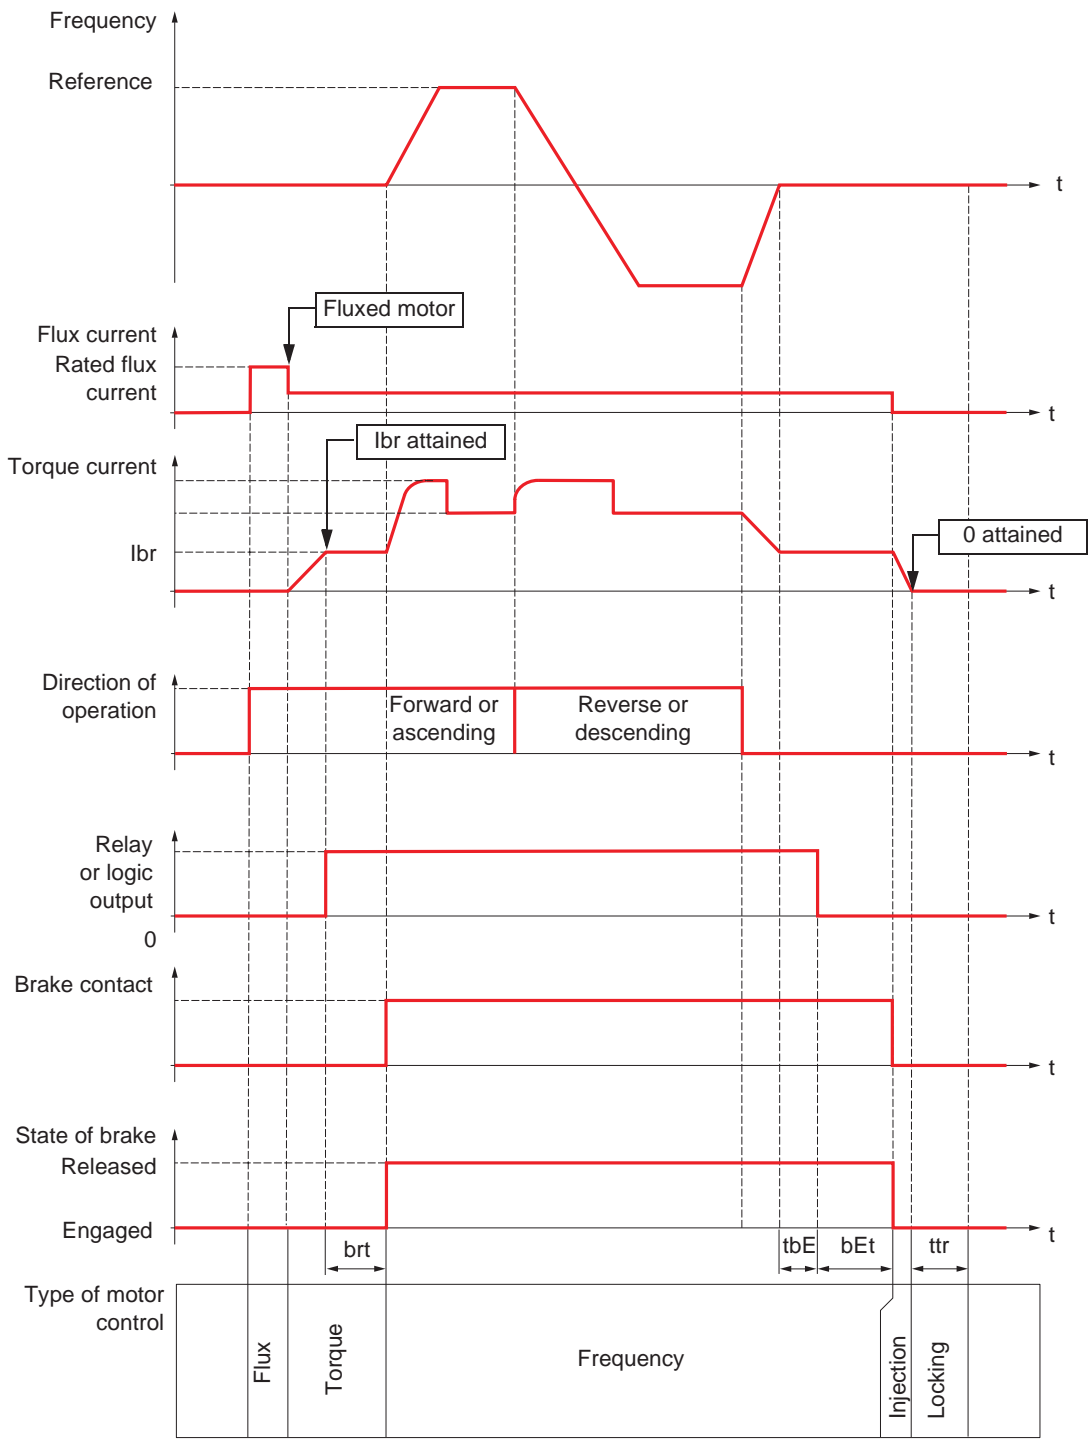 Frequency
Reference
t
Fluxed motor
Flux current
Rated flux
current
t
Ibr attained
Torque current
0 attained
Ibr
t
Direction of
operation
Forward or
ascending
Reverse or
descending
t
Relay
or logic
output
0
t
Brake contact
t
State of brake
Released
Engaged
t
brt
tbE
bEt
ttr
Type of motor
control
Flux
Torque
Frequency
Injection
Locking